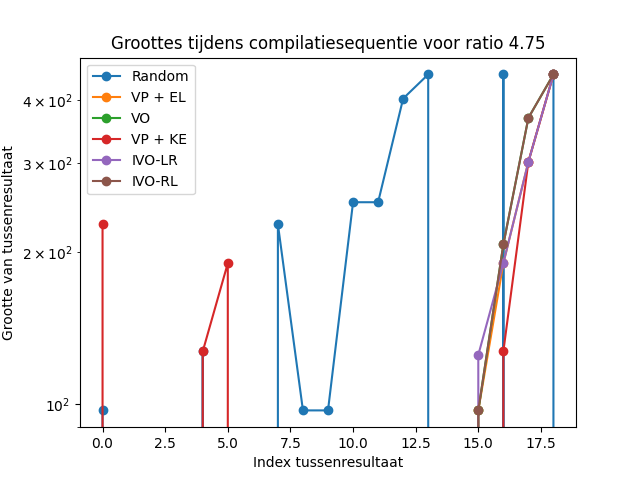 Groottes tijdens compilatiesequentie voor ratio 4.75
Random
VP + EL
VO
VP + KE
IVO-LR
IVO-RL
4 × 10²
3 × 10²
2 × 10²
10²
Grootte van tussenresultaat
0.0 2.5 5.0 7.5 10.0 12.5 15.0 17.5
Index tussenresultaat